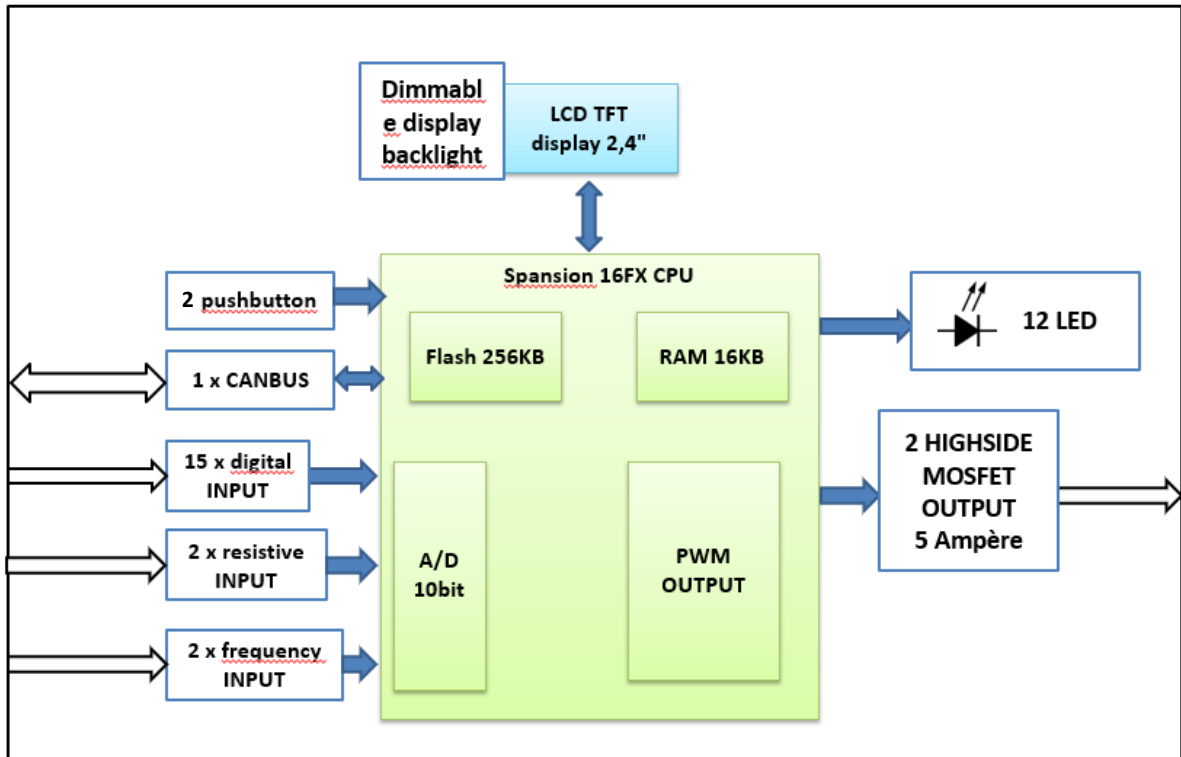 Dimmabl
e display
backlight
LCD TFT
display 2,4"
Spansion 16FX CPU
2 pushbutton
Flash 256KB
RAM 16KB
12 LED
1 x CANBUS
15 x digital
INPUT
2 HIGHSIDE
MOSFET
OUTPUT
5 Ampère
2 x resistive
INPUT
A/D
10bit
PWM
OUTPUT
2 x frequency
INPUT